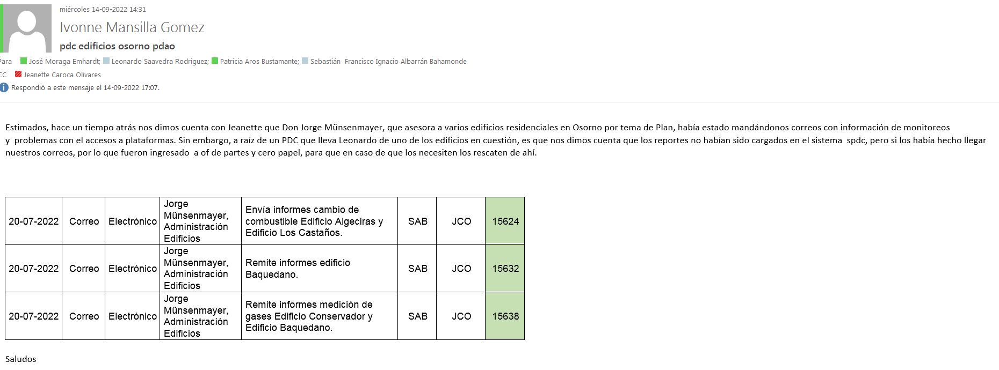 miércoles 14-09-2022 14:31
Ivonne Mansilla Gomez
pdc edificios osorno pdao
Para José Moraga Emhardt; Leonardo Saavedra Rodriguez; Patricia Aros Bustamante; Sebastián Francisco Ignacio Albarrán Bahamonde
CC Jeanette Caroca Olivares
Respondió a este mensaje el 14-09-2022 17:07.
Estimados, hace un tiempo atrás nos dimos cuenta con Jeanette que Don Jorge Münsenmayer, que asesora a varios edificios residenciales en Osorno por tema de Plan, había estado mandándonos correos con información de monitoreos
y problemas con el accesos a plataformas. Sin embargo, a raíz de un PDC que lleva Leonardo de uno de los edificios en cuestión, es que nos dimos cuenta que los reportes no habían sido cargados en el sistema spdc, pero si los había hecho llegar
nuestros correos, por lo que fueron ingresado a of de partes y cero papel, para que en caso de que los necesiten los rescaten de ahí.
20-07-2022 Correo Electrónico Jorge Münsenmayer, Administración Edificios Envía informes cambio de combustible Edificio Algeciras y Edificio Los Castaños. SAB JCO 15624
20-07-2022 Correo Electrónico Jorge Münsenmayer, Administración Edificios Remite informes edificio Baquedano. SAB JCO 15632
20-07-2022 Correo Electrónico Jorge Münsenmayer, Administración Edificios Remite informes medición de gases Edificio Conservador y Edificio Baquedano. SAB JCO 15638
Saludos